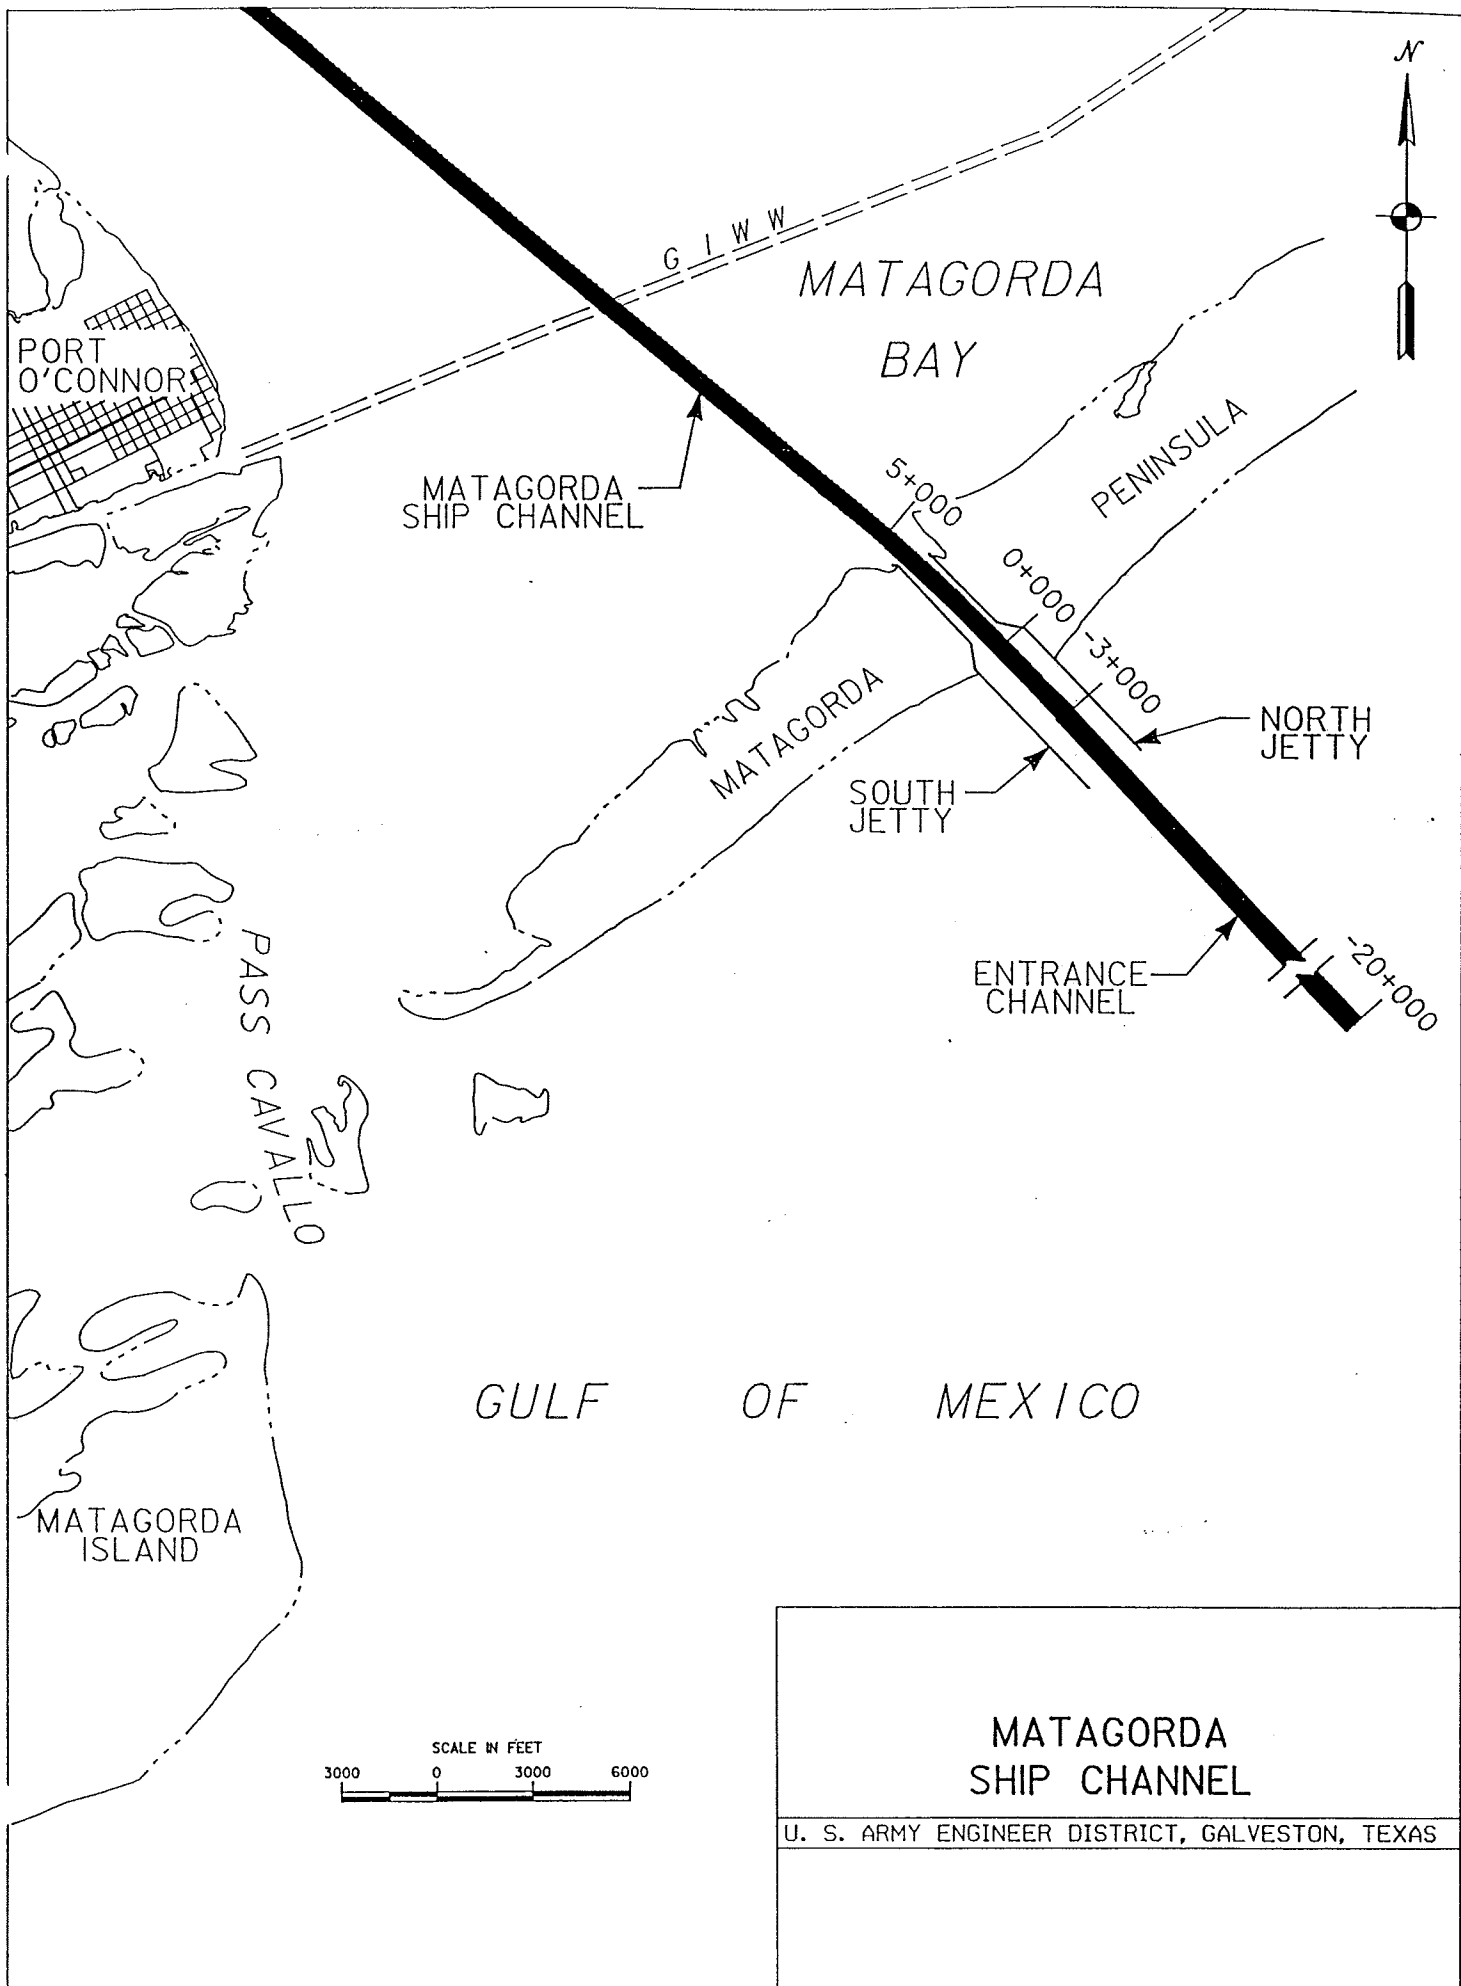 N
G I W W
MATAGORDA
BAY
PORT
O'CONNOR
PENINSULA
MATAGORDA
SHIP CHANNEL
5+000
0+000
-3+000
MATAGORDA
NORTH
JETTY
SOUTH
JETTY
PASS CAVALLO
ENTRANCE
CHANNEL
-20+000
GULF OF MEXICO
MATAGORDA
ISLAND
SCALE IN FEET
3000 0 3000 6000
MATAGORDA
SHIP CHANNEL
U. S. ARMY ENGINEER DISTRICT, GALVESTON, TEXAS